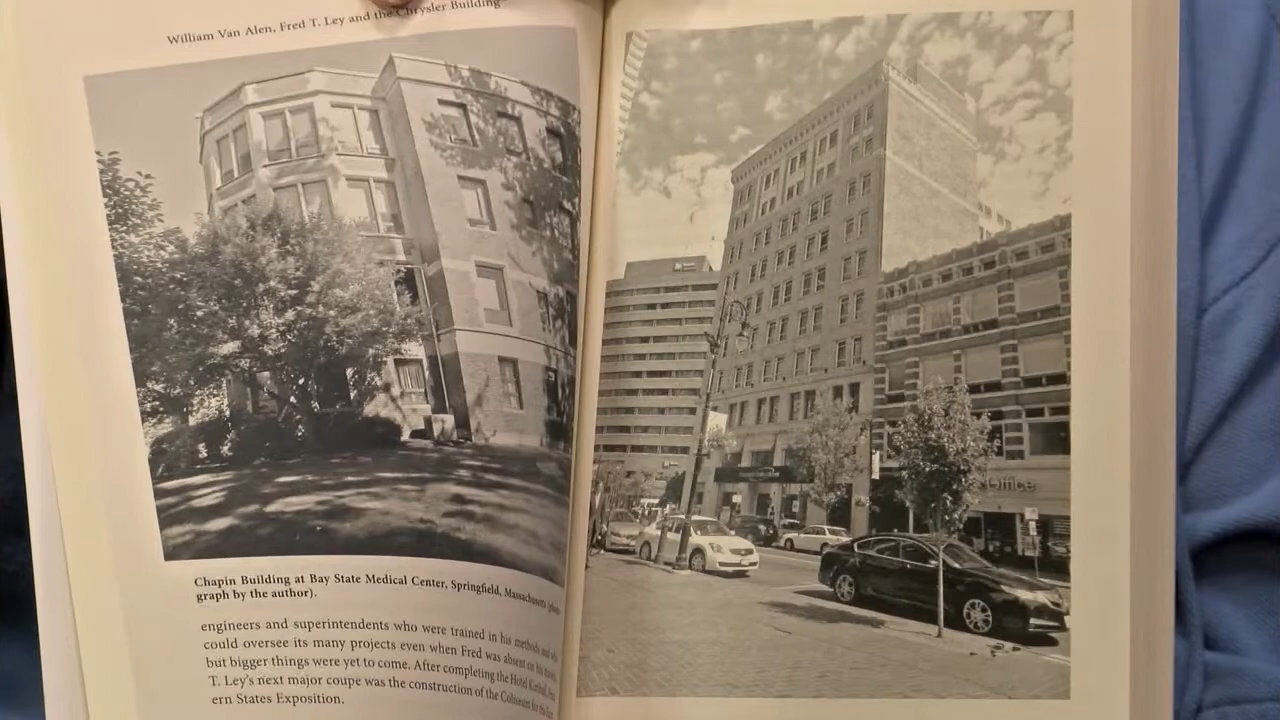 William Van Alen, Fred T. Ley and the Chrysler Building
Chapin Building at Bay State Medical Center, Springfield, Massachusetts (photo-
graph by the author).
engineers and superintendents who were trained in his methods and who
could oversee its many projects even when Fred was absent on his
but bigger things were yet to come. After completing the Hotel Kimball, Fred
T. Ley's next major coupe was the construction of the Coliseum for the East-
ern States Exposition.
Office